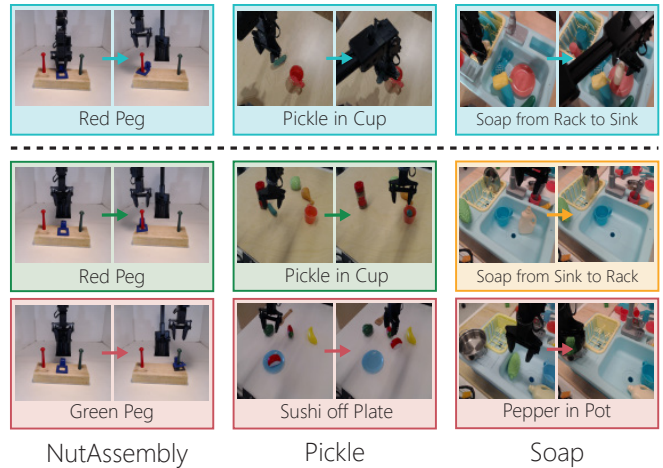 Red Peg
Pickle in Cup
Soap from Rack to Sink
Red Peg
Pickle in Cup
Soap from Sink to Rack
Green Peg
Sushi off Plate
Pepper in Pot
NutAssembly
Pickle
Soap